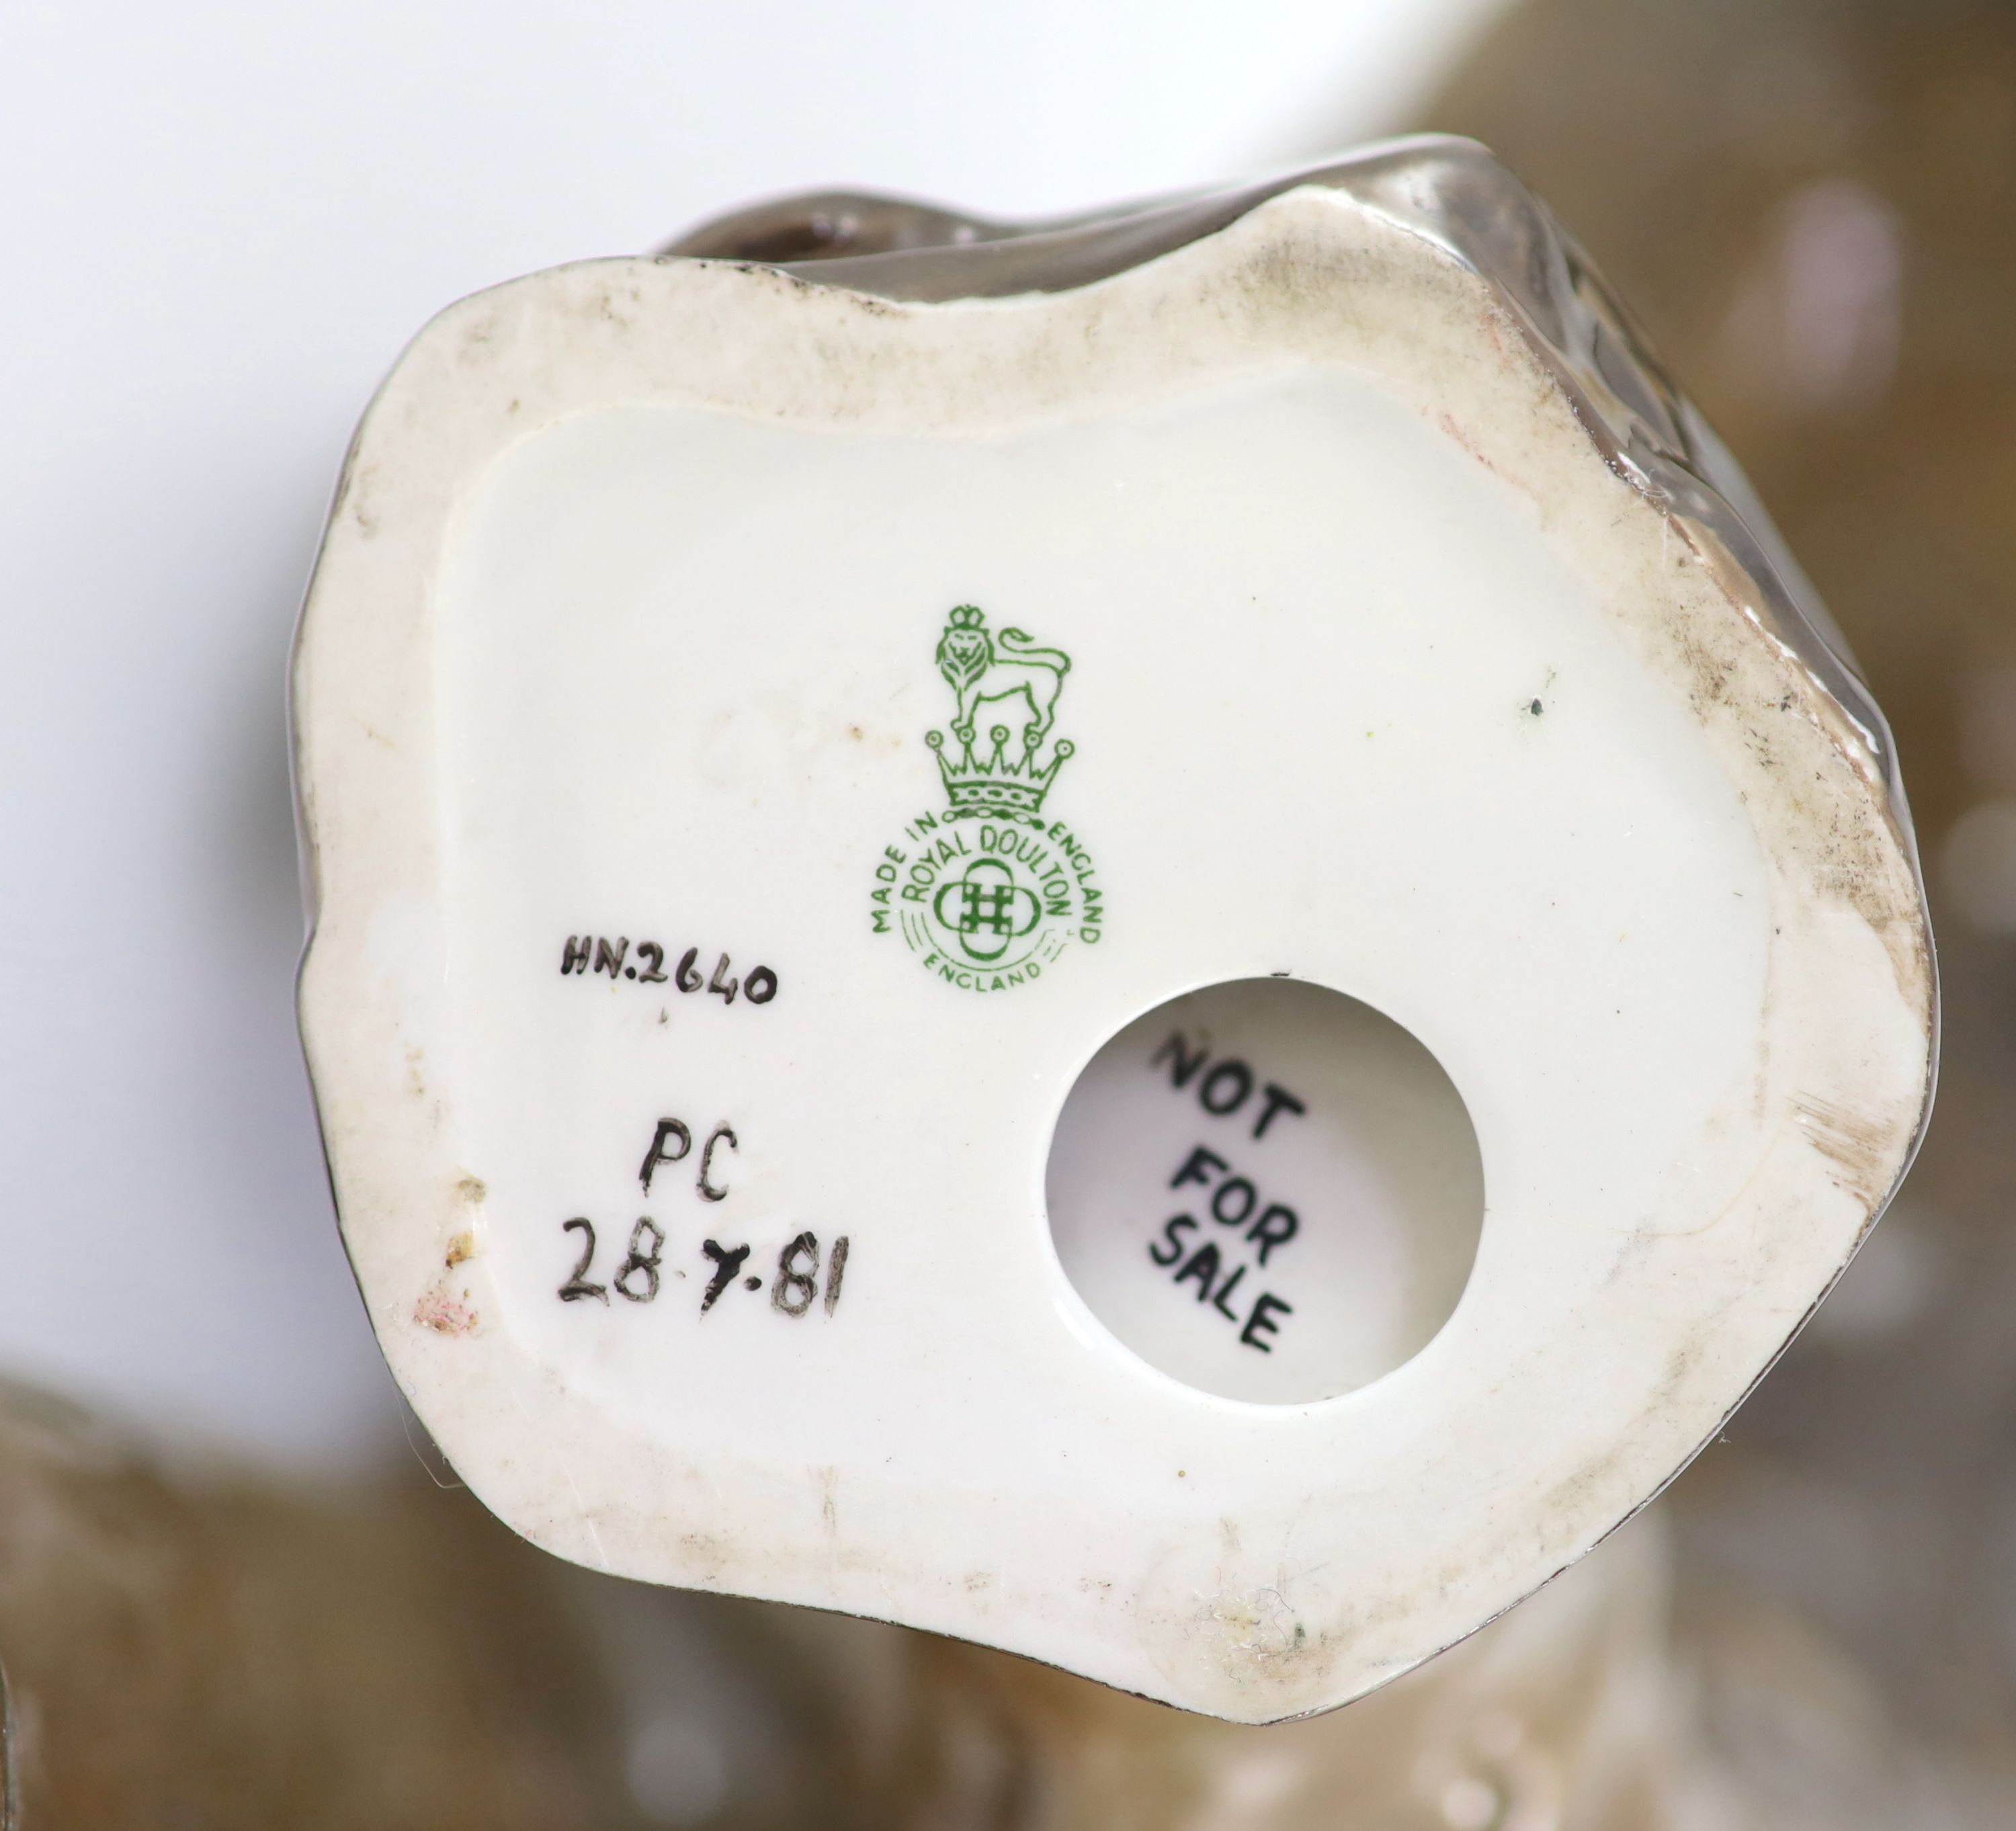 MADE IN ENGLAND
ROYAL DOULTON
ENGLAND
HN.2640
PC
28.7.81
NOT
FOR
SALE